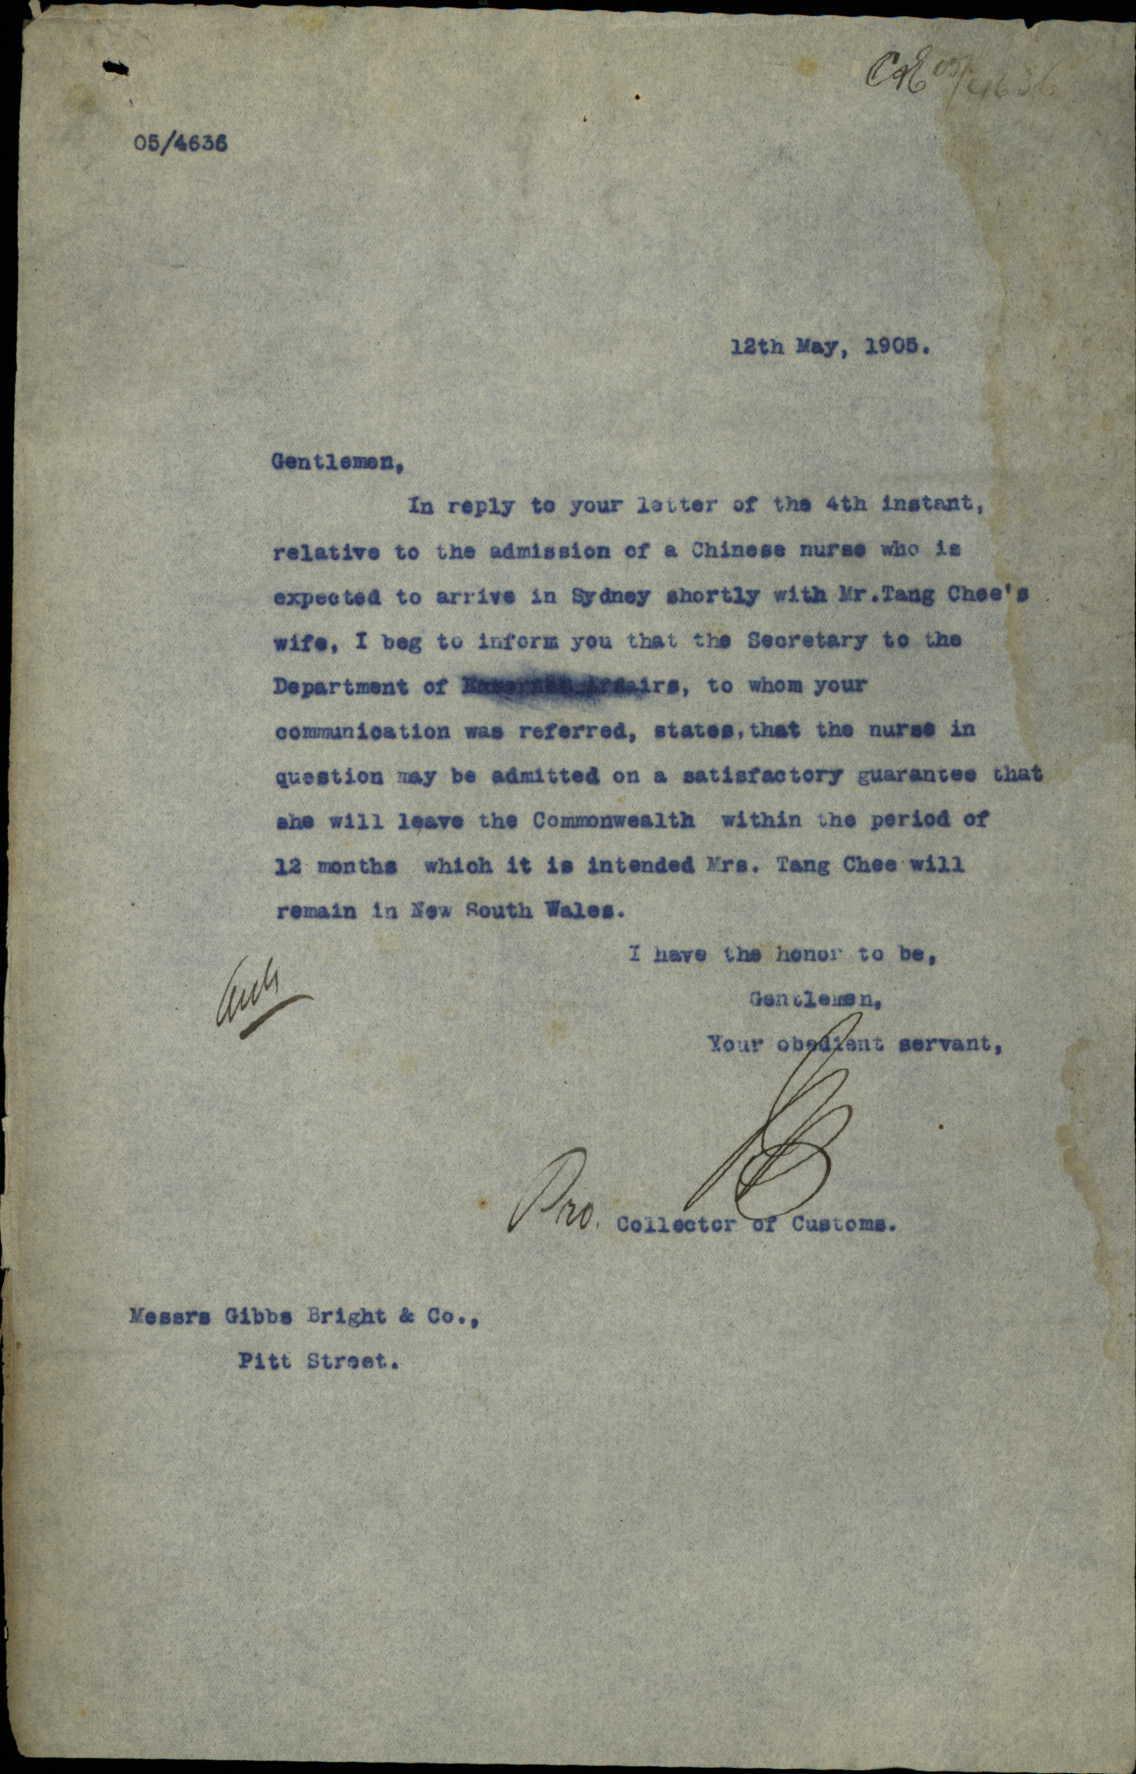 05/4636
12th May, 1905.
Gentlemen,
In reply to your letter of the 4th instant,
relative to the admission of a Chinese nurse who is
expected to arrive in Sydney shortly with Mr.Tang Chee's
wife, I beg to inform you that the Secretary to the
Department of External Affairs, to whom your
communication was referred, states,that the nurse in
question may be admitted on a satisfactory guarantee that
she will leave the Commonwealth within the period of
12 months which it is intended Mrs. Tang Chee will
remain in New South Wales.
I have the honor to be,
Gentlemen,
Your obedient servant,
Pro. Collector of Customs.
Messrs Gibbs Bright & Co.,
Pitt Street.